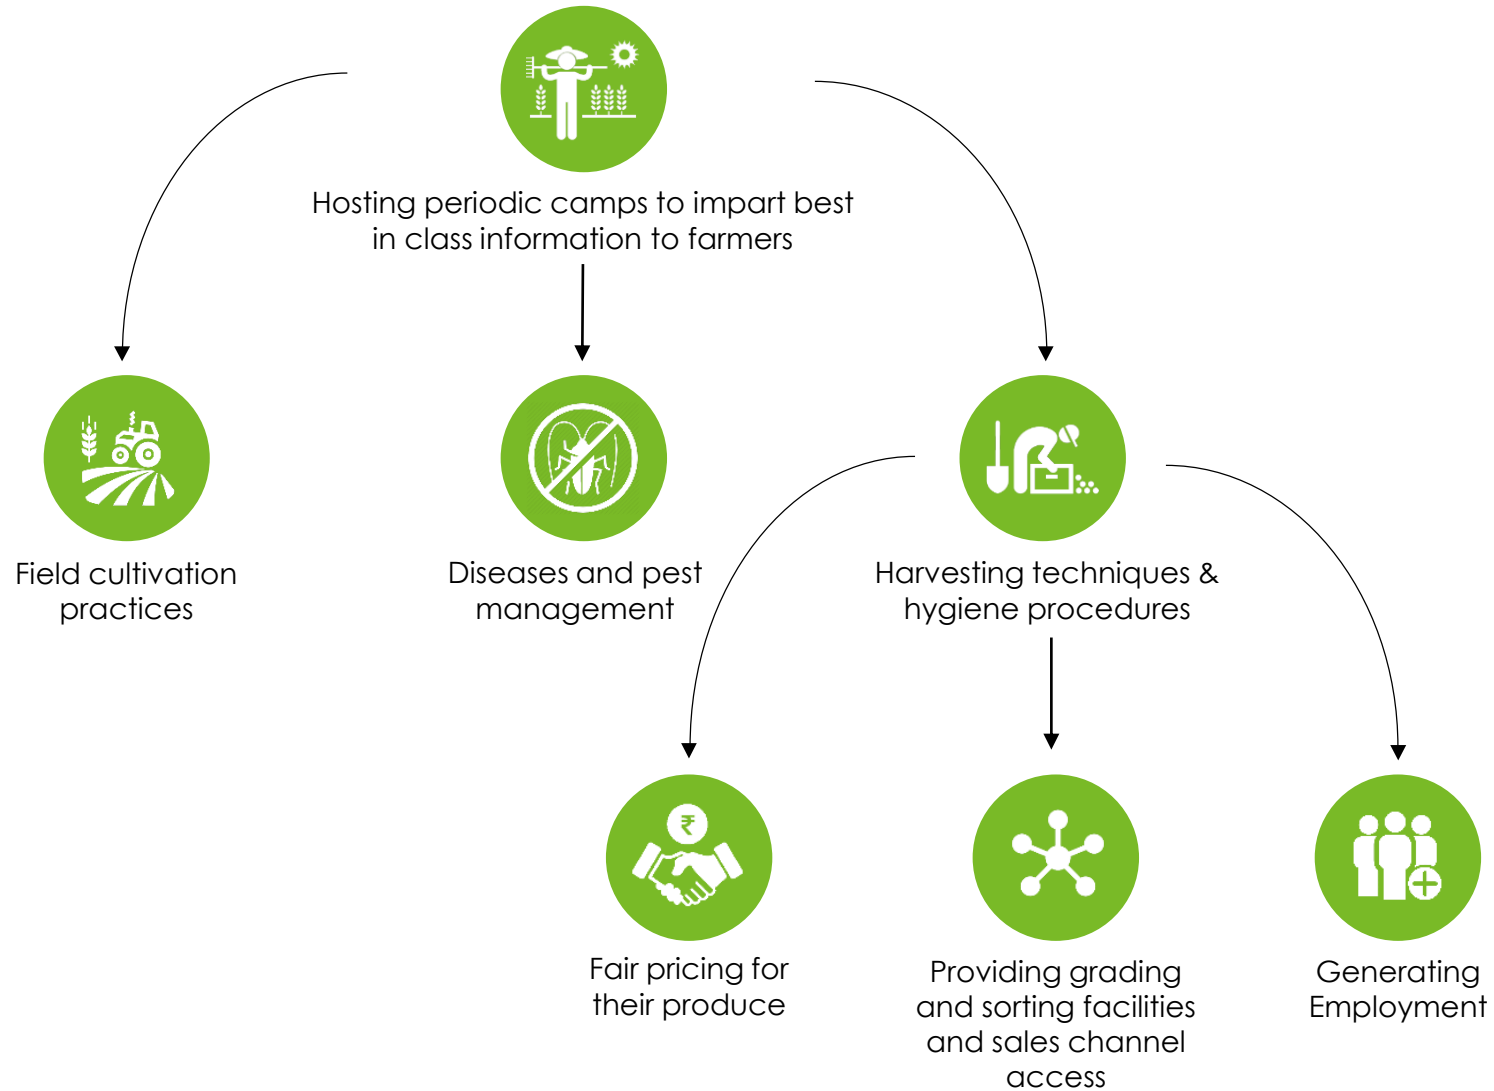 Hosting periodic camps to impart best
in class information to farmers
Field cultivation
practices
Diseases and pest
management
Harvesting techniques &
hygiene procedures
₹
Fair pricing for
their produce
Providing grading
and sorting facilities
and sales channel
access
Generating
Employment